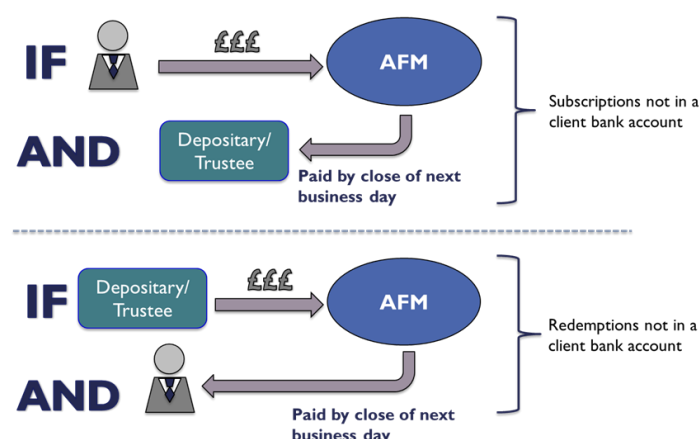 IF
£££
AFM
AND
Depositary/
Trustee
Paid by close of next
business day
Subscriptions not in a
client bank account
IF
Depositary/
Trustee
£££
AFM
AND
Paid by close of next
business day
Redemptions not in a
client bank account